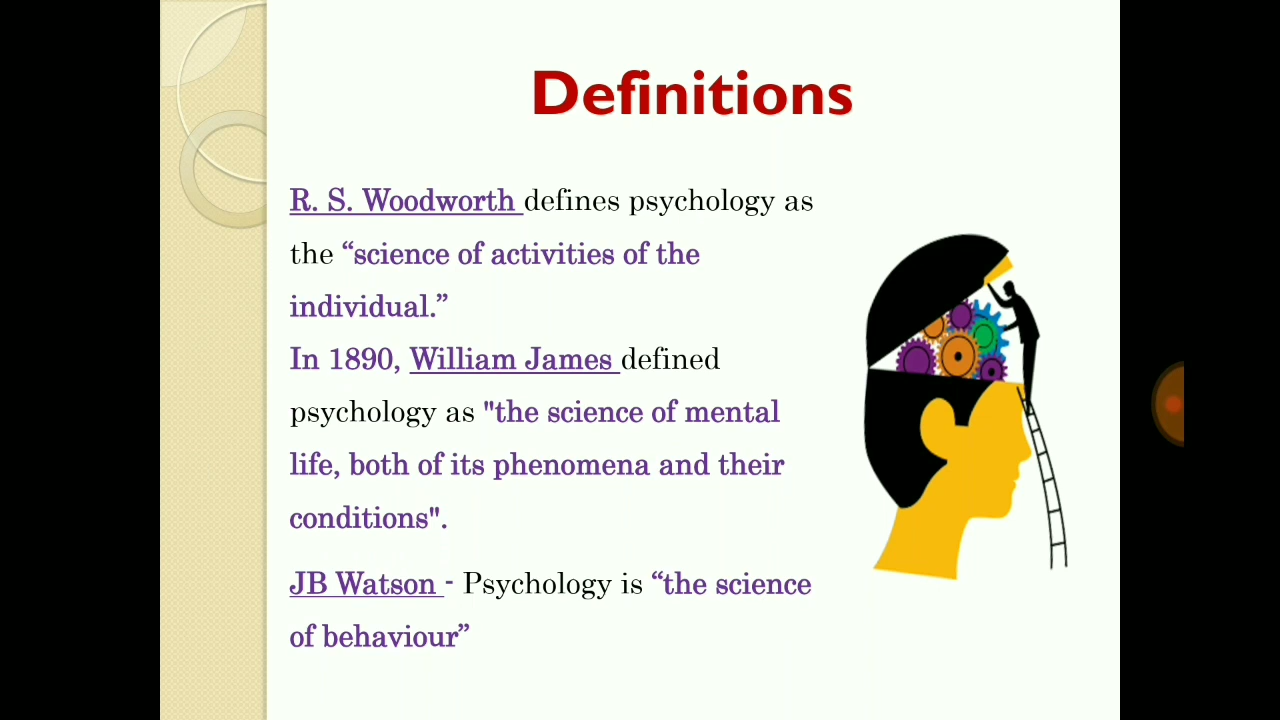 Definitions
R. S. Woodworth defines psychology as
the “science of activities of the
individual.”
In 1890, William James defined
psychology as "the science of mental
life, both of its phenomena and their
conditions".
JB Watson - Psychology is “the science
of behaviour”